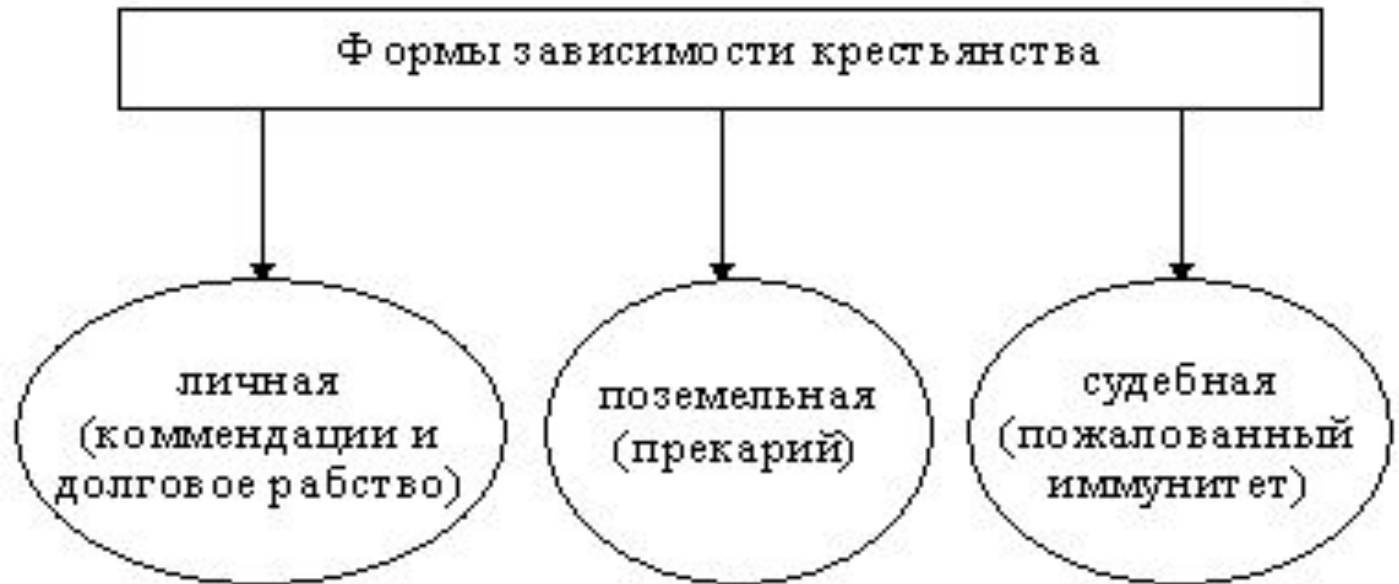 Формы зависимости крестьянства
личная
(коммендации и
долговое рабство)
поземельная
(прекарий)
судебная
(пожалованный
иммунитет)